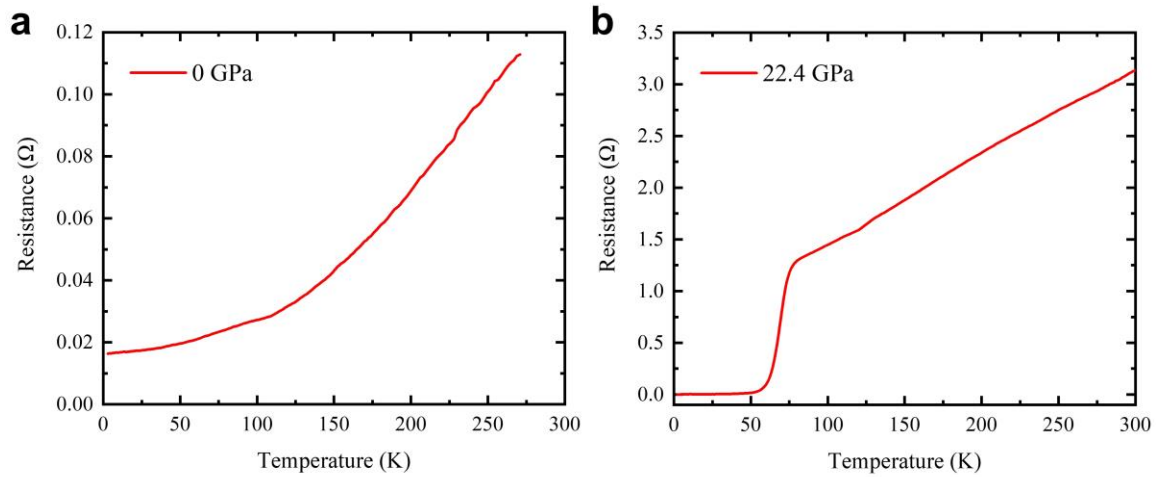 a
0.12
0.10
0.08
0.06
0.04
0.02
0.00
Resistance (Ω)
0 GPa
0 50 100 150 200 250 300
Temperature (K)
b
3.5
3.0
2.5
2.0
1.5
1.0
0.5
0.0
Resistance (Ω)
22.4 GPa
0 50 100 150 200 250 300
Temperature (K)